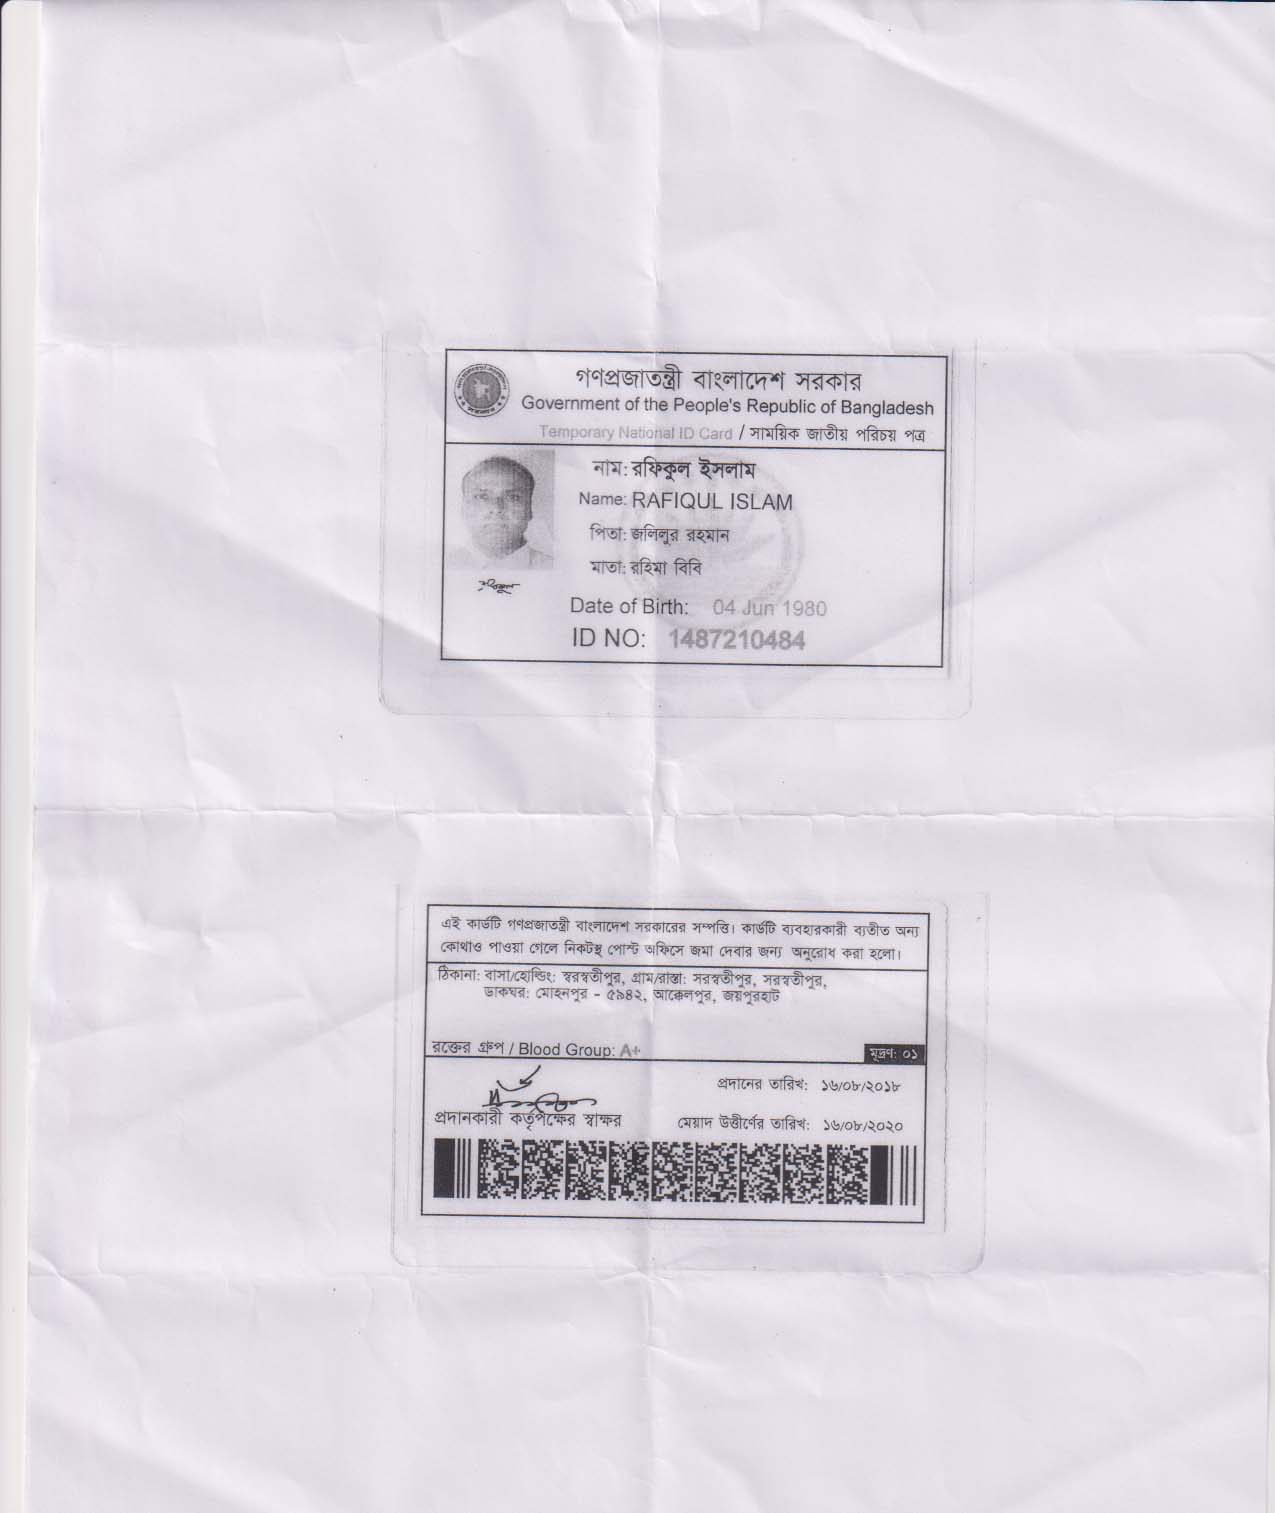 গণপ্রজাতন্ত্রী বাংলাদেশ সরকার
Government of the People's Republic of Bangladesh
Temporary National ID Card / সাময়িক জাতীয় পরিচয় পত্র
নাম: রফিকুল ইসলাম
Name: RAFIQUL ISLAM
পিতা: জলিলুর রহমান
মাতা: রহিমা বিবি
Date of Birth: 04 Jun 1980
ID NO: 1487210484
এই কার্ডটি গণপ্রজাতন্ত্রী বাংলাদেশ সরকারের সম্পত্তি। কার্ডটি ব্যবহারকারী ব্যতীত অন্য
কোথাও পাওয়া গেলে নিকটস্থ পোস্ট অফিসে জমা দেবার জন্য অনুরোধ করা হলো।
ঠিকানা: বাসা/হোল্ডিং: স্বরস্বতীপুর, গ্রাম/রাস্তা: সরস্বতীপুর, সরস্বতীপুর,
ডাকঘর: মোহনপুর - ৫৯৪২, আক্কেলপুর, জয়পুরহাট
রক্তের গ্রুপ / Blood Group: A+
মূদ্রণ: ০১
প্রদানের তারিখ: ১৬/০৮/২০১৮
প্রদানকারী কর্তৃপক্ষের স্বাক্ষর
মেয়াদ উত্তীর্ণের তারিখ: ১৬/০৮/২০২০